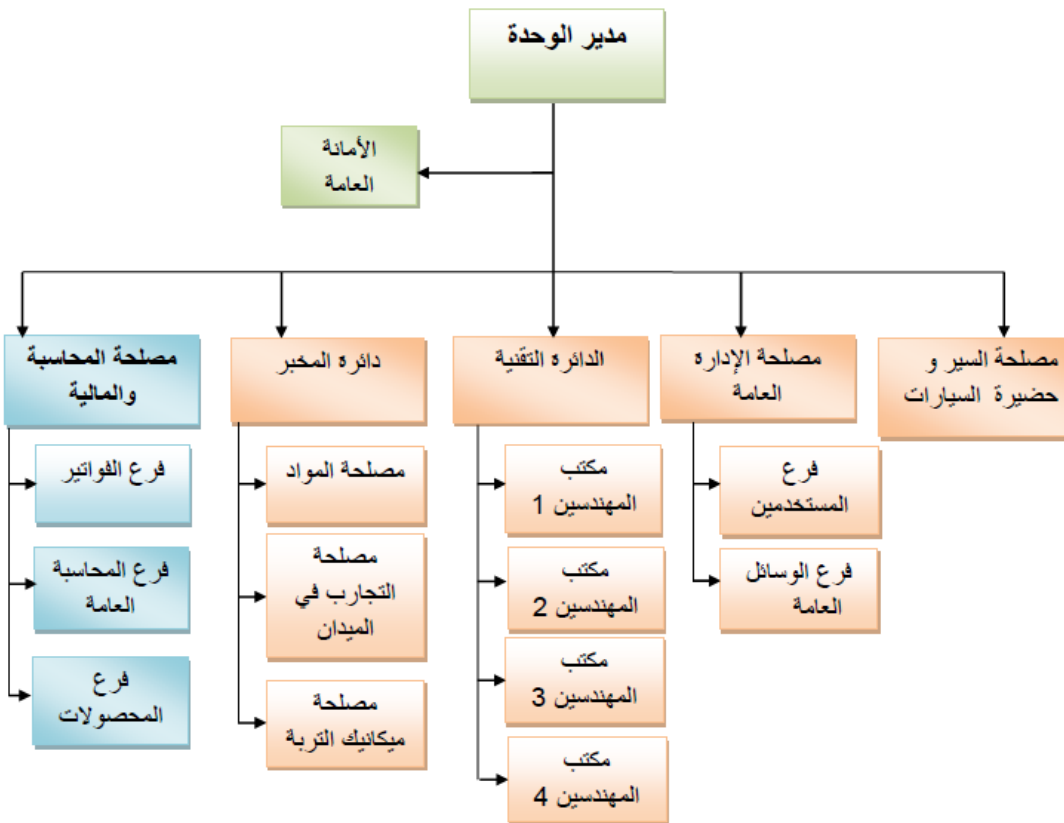 مدير الوحدة
الأمانة
العامة
مصلحة السير و
حضيرة السيارات
مصلحة الإدارة
العامة
الدائرة التقنية
دائرة المخبر
مصلحة المحاسبة
والمالية
فرع
المستخدمين
فرع الوسائل
العامة
مكتب
المهندسين 1
مكتب
المهندسين 2
مكتب
المهندسين 3
مكتب
المهندسين 4
مصلحة المواد
مصلحة
التجارب في
الميدان
مصلحة
ميكانيك التربة
فرع الفواتير
فرع المحاسبة
العامة
فرع
المحصولات